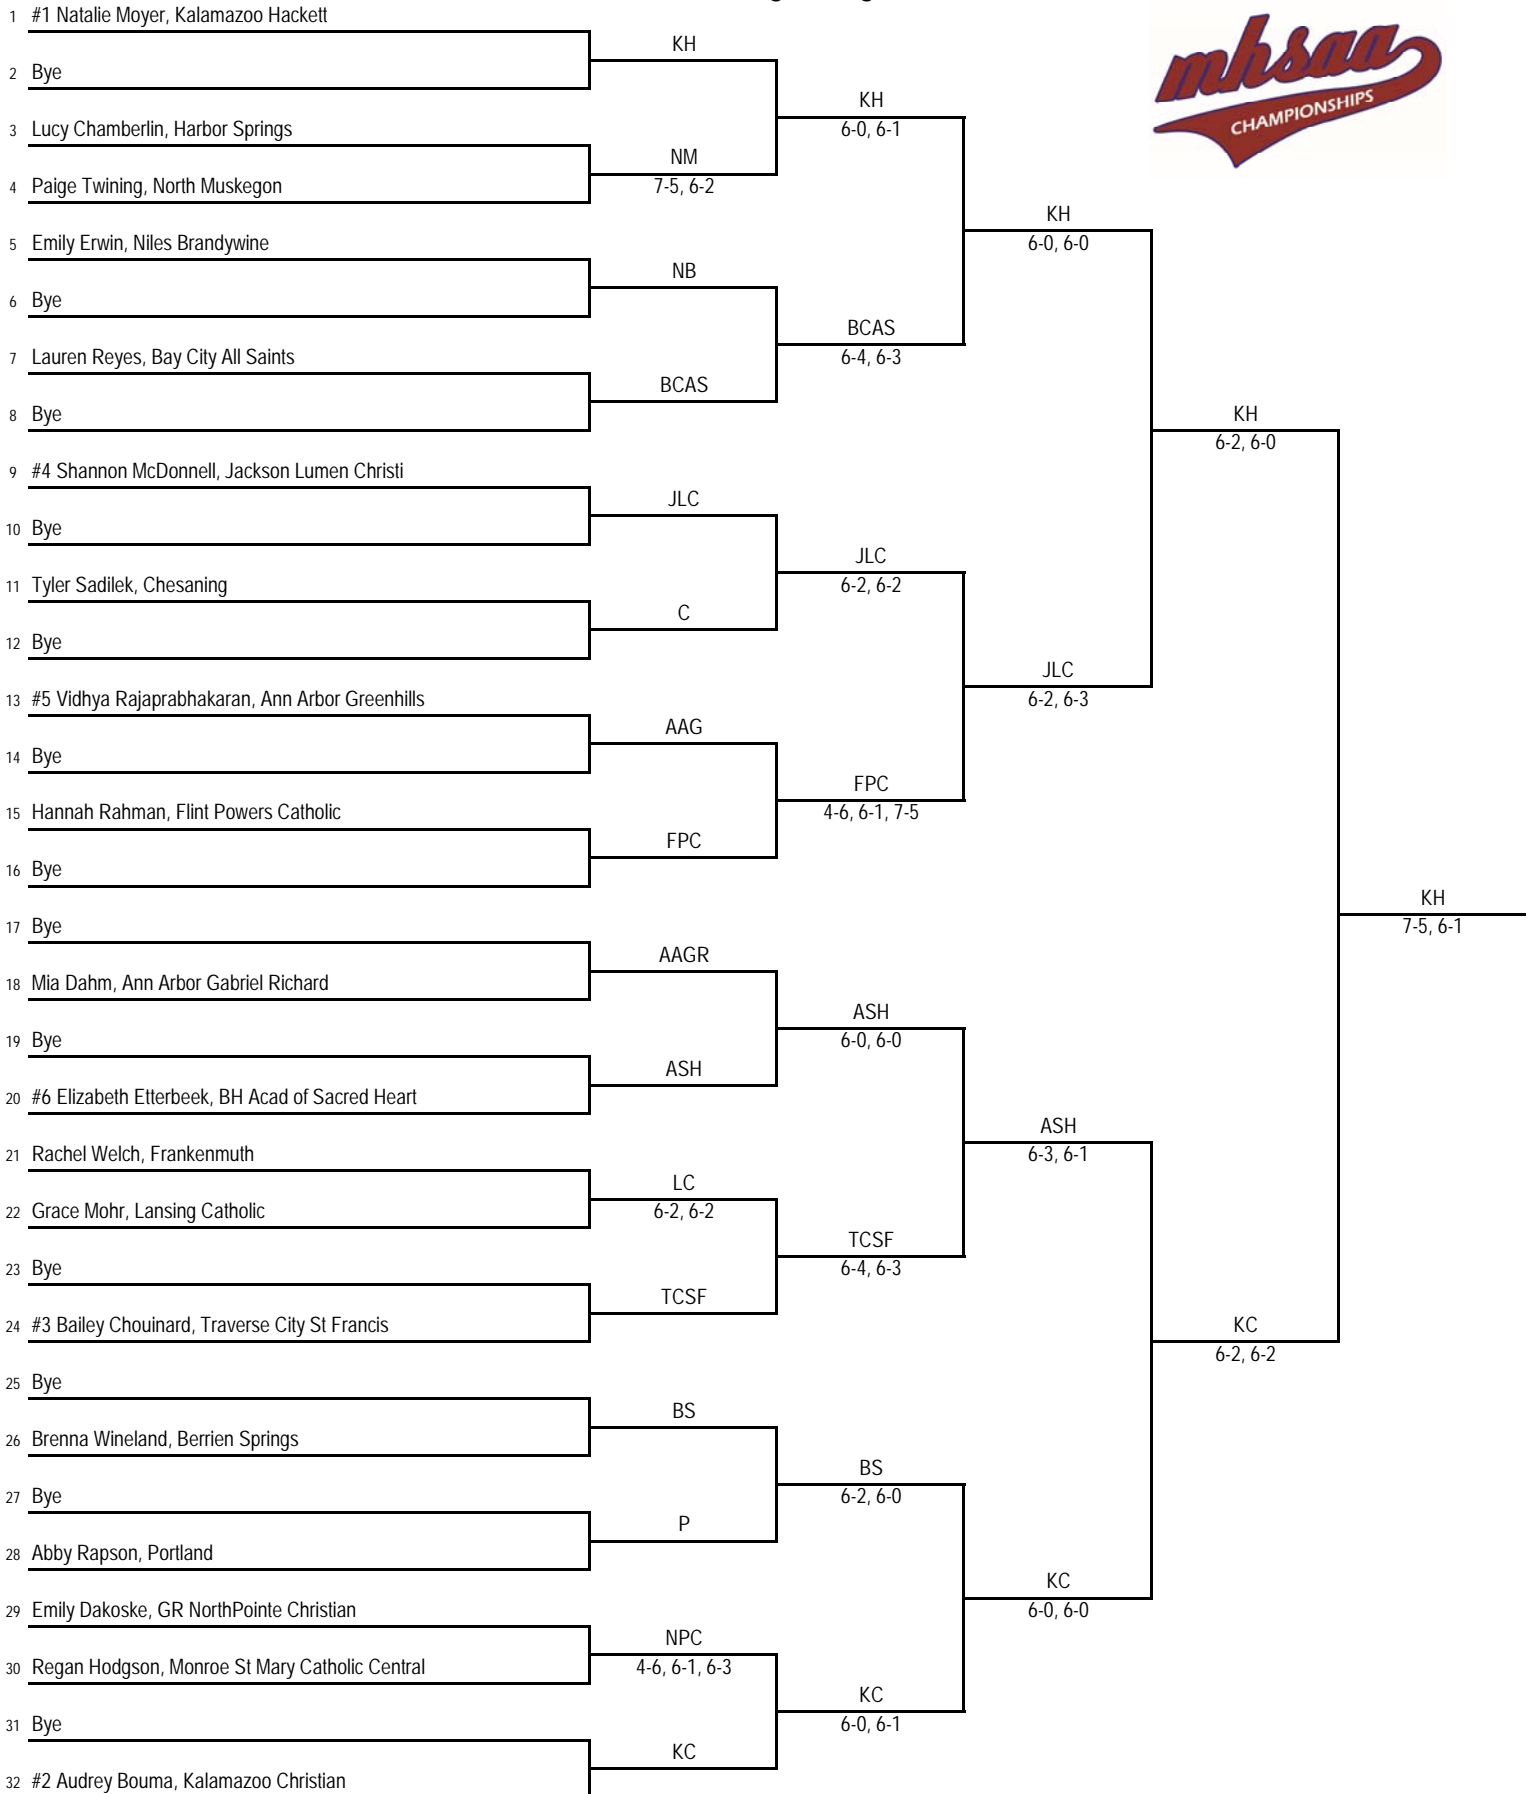 mhsaa
CHAMPIONSHIPS
1 #1 Natalie Moyer, Kalamazoo Hackett
KH
2 Bye
KH
6-0, 6-1
3 Lucy Chamberlin, Harbor Springs
NM
7-5, 6-2
4 Paige Twining, North Muskegon
KH
6-0, 6-0
5 Emily Erwin, Niles Brandywine
NB
6 Bye
BCAS
6-4, 6-3
7 Lauren Reyes, Bay City All Saints
BCAS
8 Bye
KH
6-2, 6-0
9 #4 Shannon McDonnell, Jackson Lumen Christi
JLC
10 Bye
JLC
6-2, 6-2
11 Tyler Sadilek, Chesaning
C
12 Bye
JLC
6-2, 6-3
13 #5 Vidhya Rajaprabhakaran, Ann Arbor Greenhills
AAG
14 Bye
FPC
4-6, 6-1, 7-5
15 Hannah Rahman, Flint Powers Catholic
FPC
16 Bye
KH
7-5, 6-1
17 Bye
AAGR
18 Mia Dahm, Ann Arbor Gabriel Richard
ASH
6-0, 6-0
19 Bye
ASH
20 #6 Elizabeth Etterbeek, BH Acad of Sacred Heart
ASH
6-3, 6-1
21 Rachel Welch, Frankenmuth
LC
6-2, 6-2
22 Grace Mohr, Lansing Catholic
TCSF
6-4, 6-3
23 Bye
TCSF
24 #3 Bailey Chouinard, Traverse City St Francis
KC
6-2, 6-2
25 Bye
BS
26 Brenna Wineland, Berrien Springs
BS
6-2, 6-0
27 Bye
P
28 Abby Rapson, Portland
KC
6-0, 6-0
29 Emily Dakoske, GR NorthPointe Christian
NPC
4-6, 6-1, 6-3
30 Regan Hodgson, Monroe St Mary Catholic Central
KC
6-0, 6-1
31 Bye
KC
32 #2 Audrey Bouma, Kalamazoo Christian